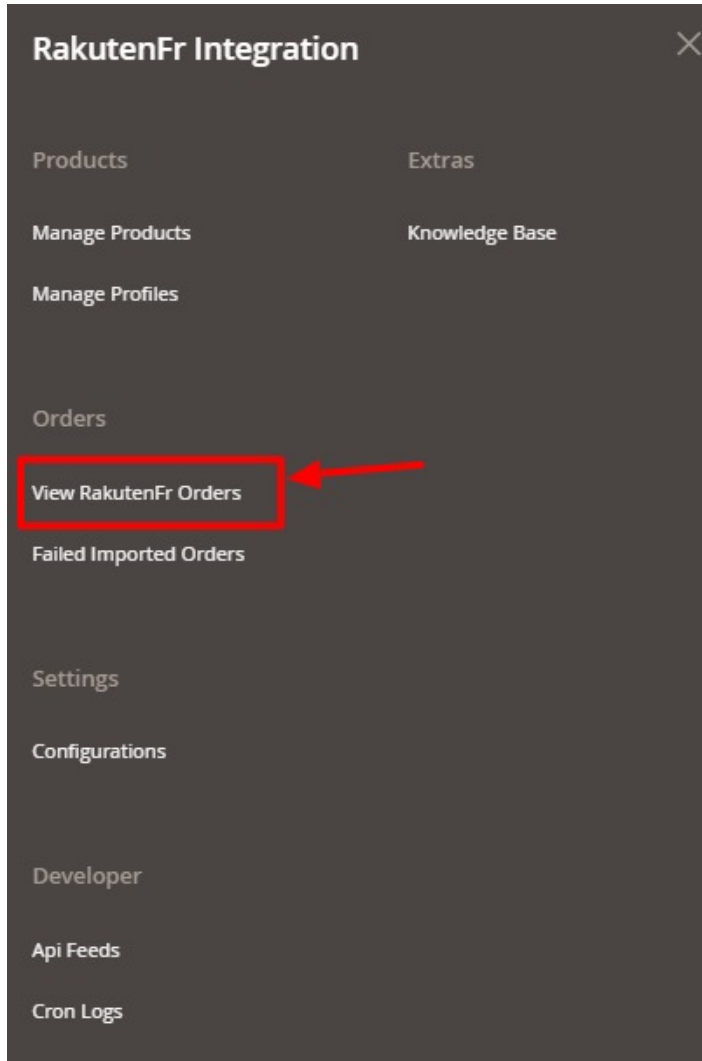 RakutenFr Integration
Products
Manage Products
Manage Profiles
Extras
Knowledge Base
Orders
View RakutenFr Orders
Failed Imported Orders
Settings
Configurations
Developer
Api Feeds
Cron Logs